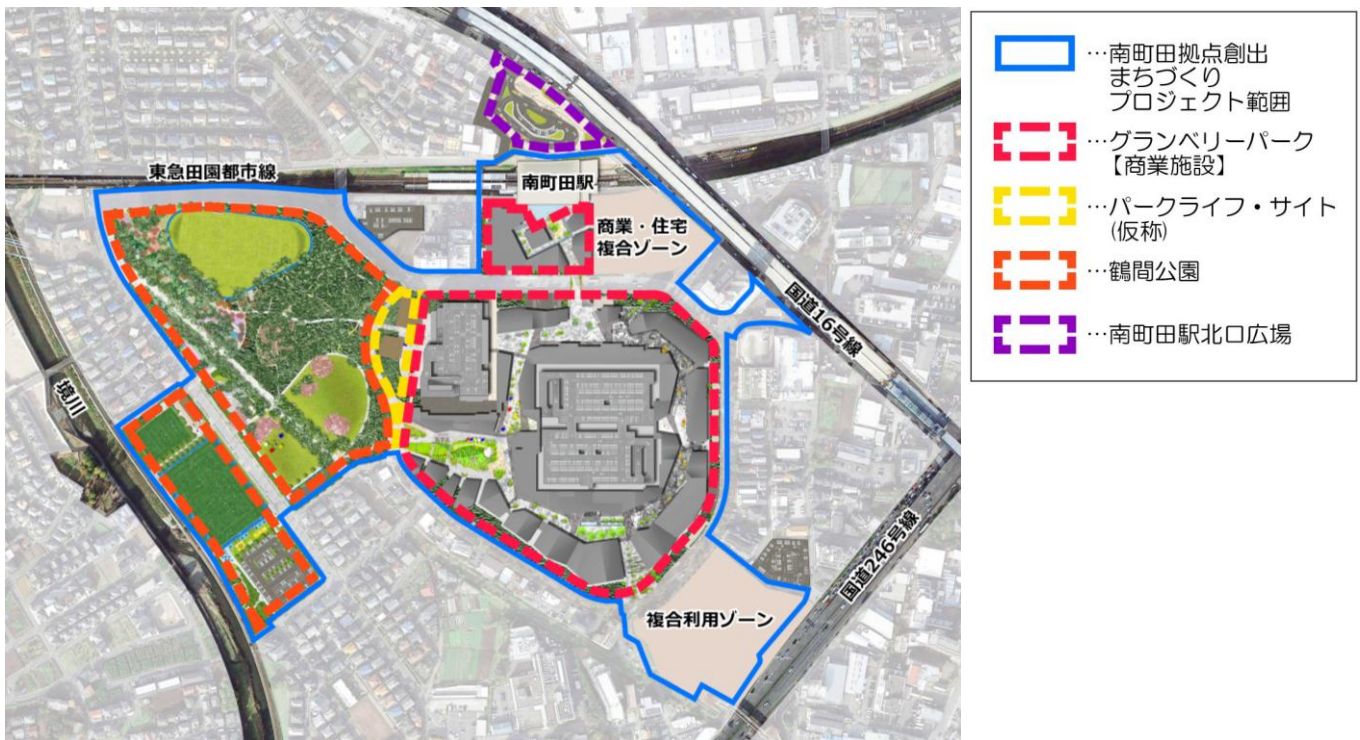 東急田園都市線
南町田駅
商業・住宅
複合ゾーン
国道16号線
境川
国道246号線
複合利用ゾーン
…南町田拠点創出
まちづくり
プロジェクト範囲
…グランベリーパーク
【商業施設】
…パークライフ・サイト
(仮称)
…鶴間公園
…南町田駅北口広場